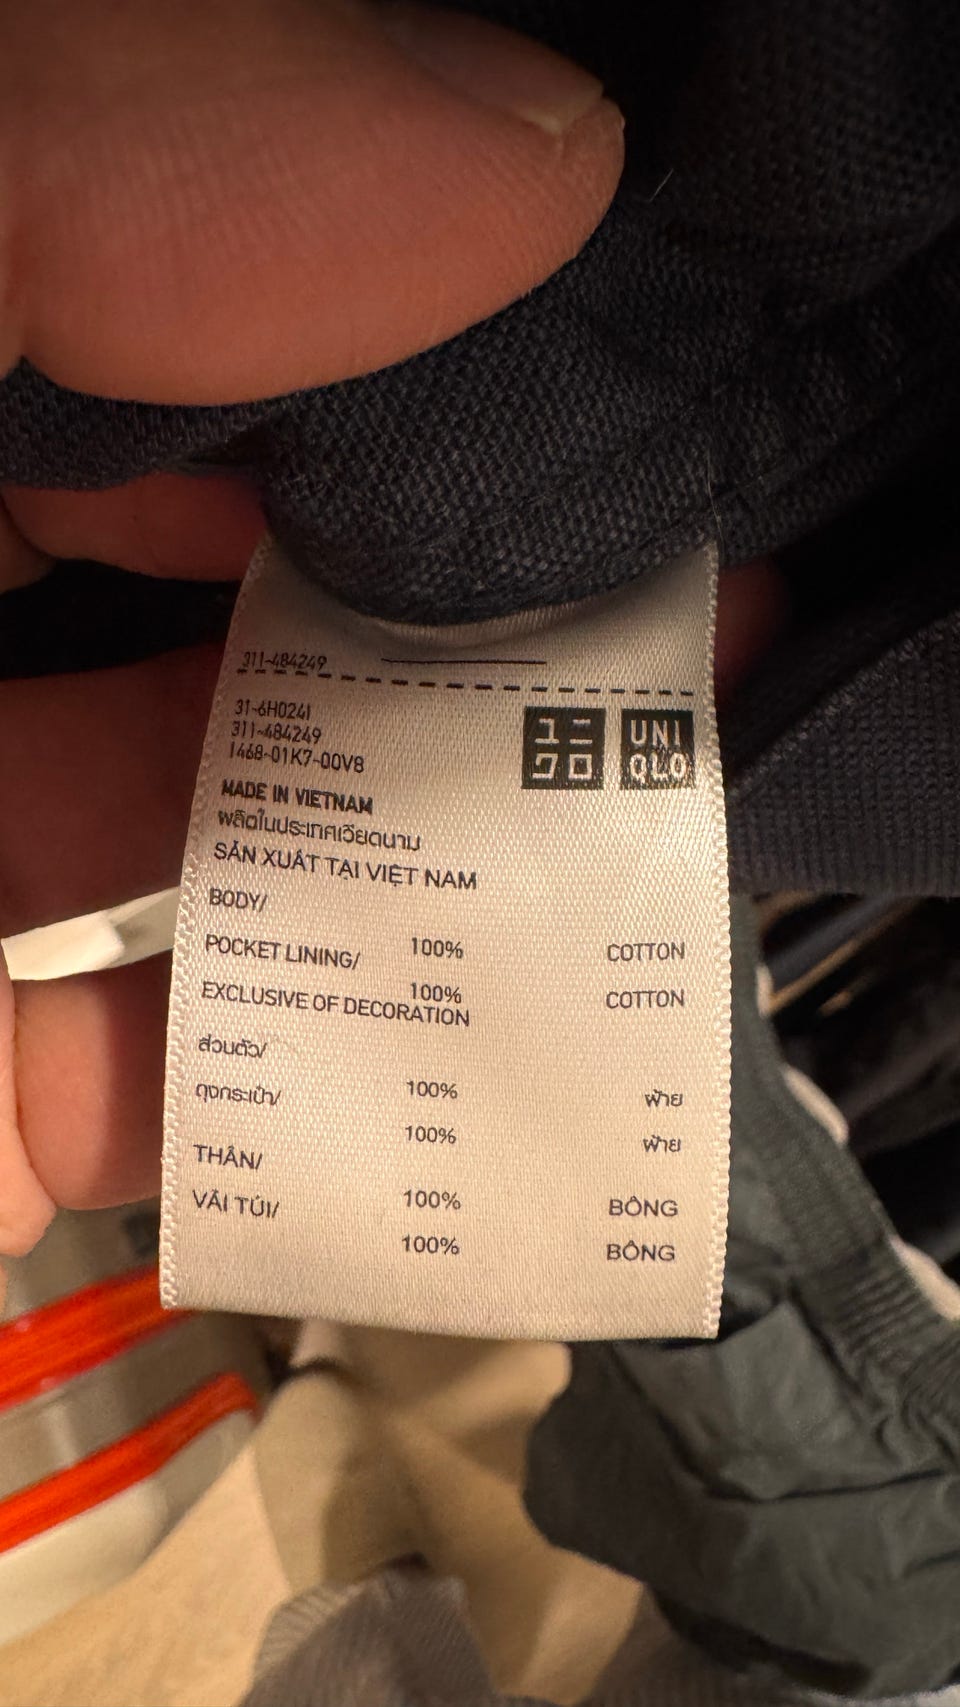 311-484249
31-6H0241
311-484249
1468-01K7-00V8
ユニ
クロ
UNI
QLO
MADE IN VIETNAM
ผลิตในประเทศเวียดนาม
SẢN XUẤT TẠI VIỆT NAM
BODY/
100% COTTON
POCKET LINING/
100% COTTON
EXCLUSIVE OF DECORATION
ส่วนตัว/
100% ฝ้าย
ถุงกระเป๋า/
100% ฝ้าย
THÂN/
100% BÔNG
VẢI TÚI/
100% BÔNG